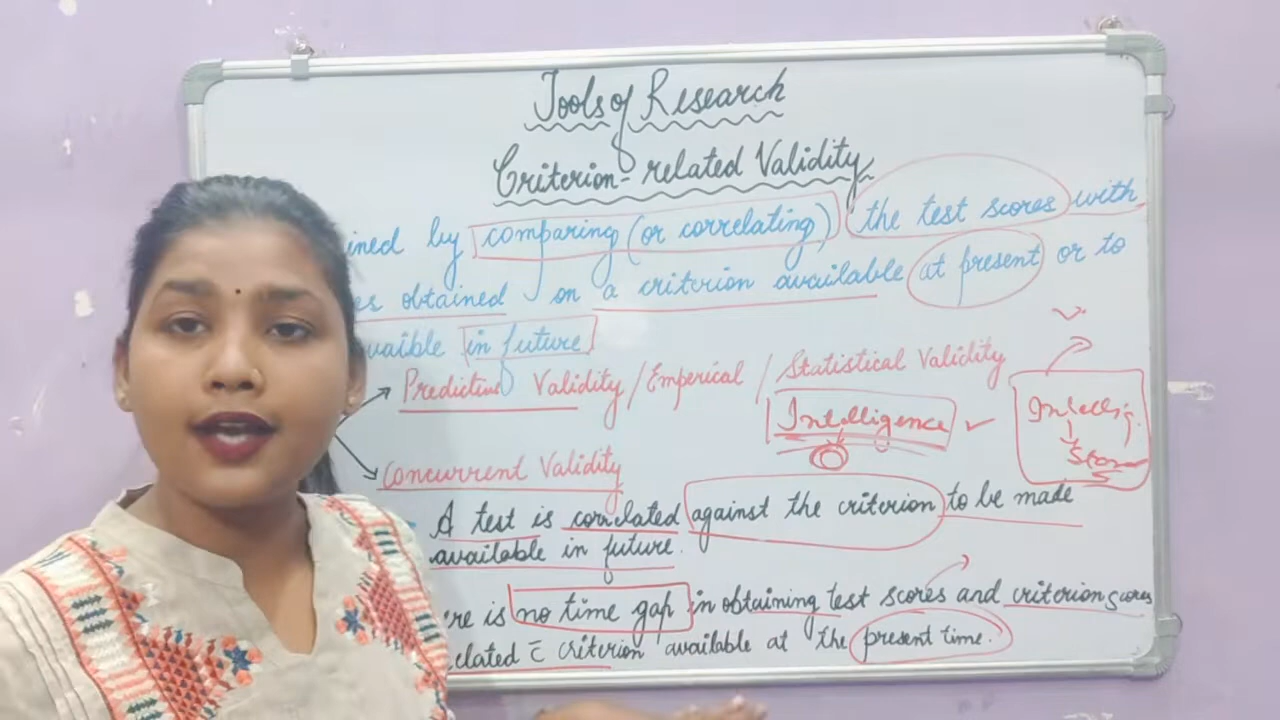 Tools of Research
Criterion-related Validity
ined by comparing (or correlating) the test scores with
es obtained on a criterion available at present or to
vaible in future
Predictive Validity / Emperical / Statistical Validity
Intelligence
Intellig.
Score
Concurrent Validity
A test is correlated against the criterion to be made
available in future.
re is no time gap in obtaining test scores and criterion scores
elated c̄ criterion available at the present time.